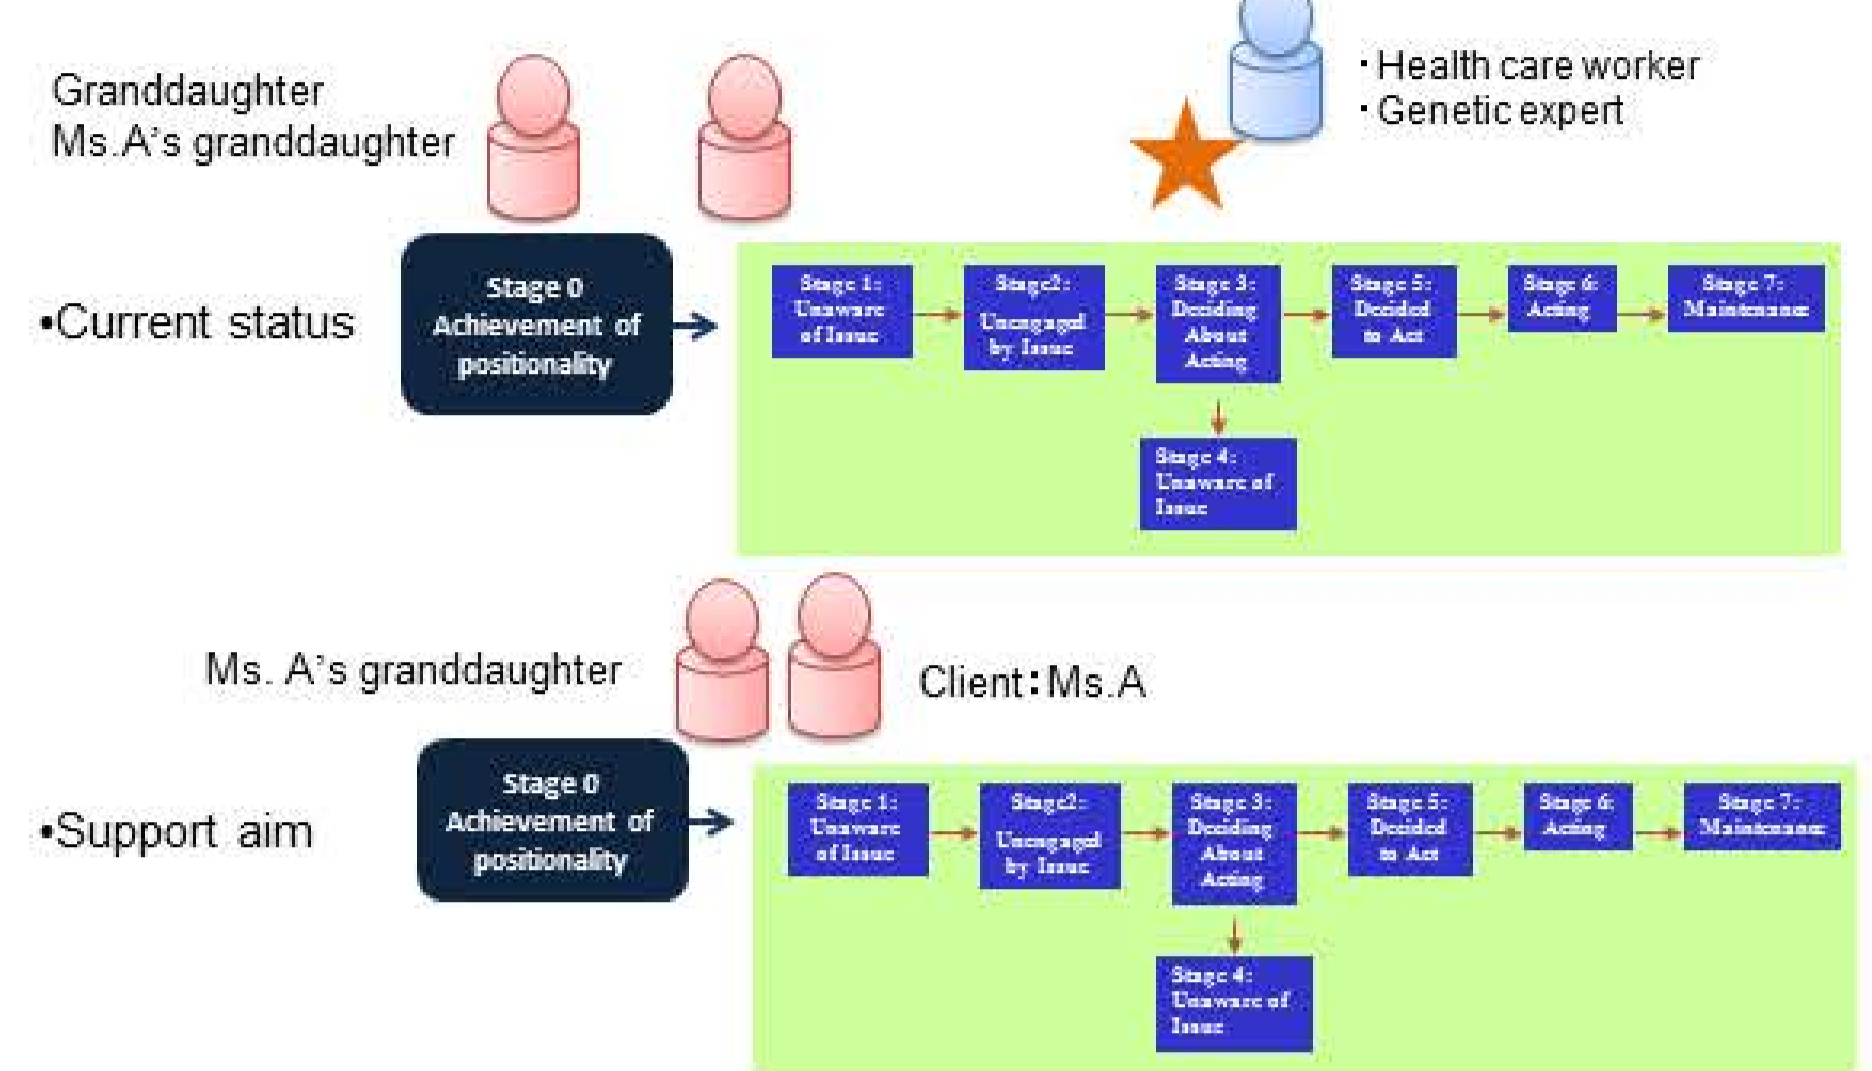 Granddaughter
Ms.A's granddaughter
・Health care worker
・Genetic expert
•Current status
Stage 0
Achievement of
positionality
Stage 1:
Unaware
of Issue
Stage2:
Unengaged
by Issue
Stage 3:
Deciding
About
Acting
Stage 5:
Decided
to Act
Stage 6:
Acting
Stage 7:
Maintenance
Stage 4:
Unaware of
Issue
Ms. A's granddaughter
Client：Ms.A
•Support aim
Stage 0
Achievement of
positionality
Stage 1:
Unaware
of Issue
Stage2:
Unengaged
by Issue
Stage 3:
Deciding
About
Acting
Stage 5:
Decided
to Act
Stage 6:
Acting
Stage 7:
Maintenance
Stage 4:
Unaware of
Issue